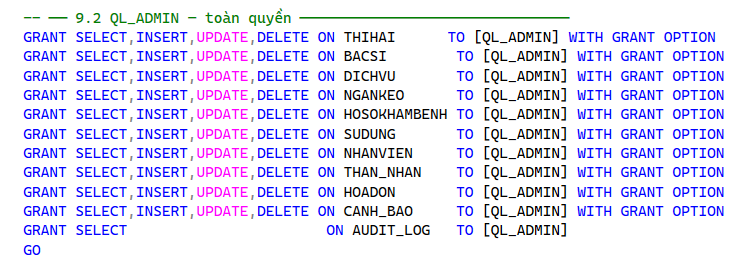 -- ── 9.2 QL_ADMIN — toàn quyền ──────────────────────────────
GRANT SELECT,INSERT,UPDATE,DELETE ON THIHAI      TO [QL_ADMIN] WITH GRANT OPTION
GRANT SELECT,INSERT,UPDATE,DELETE ON BACSI        TO [QL_ADMIN] WITH GRANT OPTION
GRANT SELECT,INSERT,UPDATE,DELETE ON DICHVU       TO [QL_ADMIN] WITH GRANT OPTION
GRANT SELECT,INSERT,UPDATE,DELETE ON NGANKEO      TO [QL_ADMIN] WITH GRANT OPTION
GRANT SELECT,INSERT,UPDATE,DELETE ON HOSOKHAMBENH TO [QL_ADMIN] WITH GRANT OPTION
GRANT SELECT,INSERT,UPDATE,DELETE ON SUDUNG       TO [QL_ADMIN] WITH GRANT OPTION
GRANT SELECT,INSERT,UPDATE,DELETE ON NHANVIEN     TO [QL_ADMIN] WITH GRANT OPTION
GRANT SELECT,INSERT,UPDATE,DELETE ON THAN_NHAN    TO [QL_ADMIN] WITH GRANT OPTION
GRANT SELECT,INSERT,UPDATE,DELETE ON HOADON       TO [QL_ADMIN] WITH GRANT OPTION
GRANT SELECT,INSERT,UPDATE,DELETE ON CANH_BAO     TO [QL_ADMIN] WITH GRANT OPTION
GRANT SELECT                       ON AUDIT_LOG   TO [QL_ADMIN]
GO